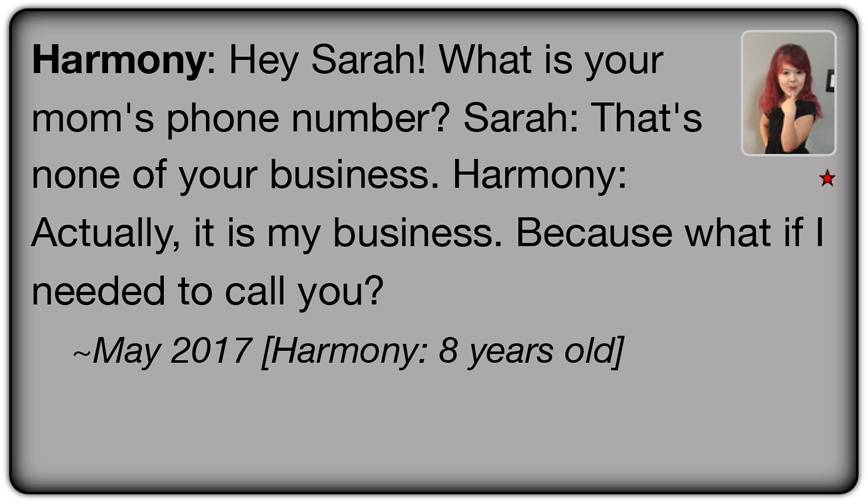 Harmony: Hey Sarah! What is your
mom's phone number? Sarah: That's
none of your business. Harmony:
Actually, it is my business. Because what if I
needed to call you?
~May 2017 [Harmony: 8 years old]